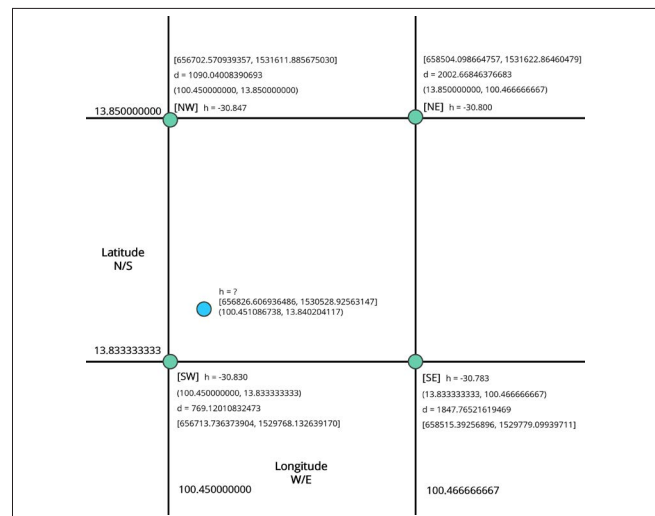 [656702.570939357, 1531611.885675030]
d = 1090.04008390693
(100.450000000, 13.850000000)
[NW] h = -30.847
[658504.098664757, 1531622.86460479]
d = 2002.66846376683
(13.850000000, 100.466666667)
[NE] h = -30.800
13.850000000
Latitude
N/S
h = ?
[656826.606936486, 1530528.92563147]
(100.451086738, 13.840204117)
13.833333333
[SW] h = -30.830
(100.450000000, 13.833333333)
d = 769.12010832473
[656713.736373904, 1529768.132639170]
[SE] h = -30.783
(13.833333333, 100.466666667)
d = 1847.76521619469
[658515.39256896, 1529779.09939711]
Longitude
W/E
100.450000000
100.466666667